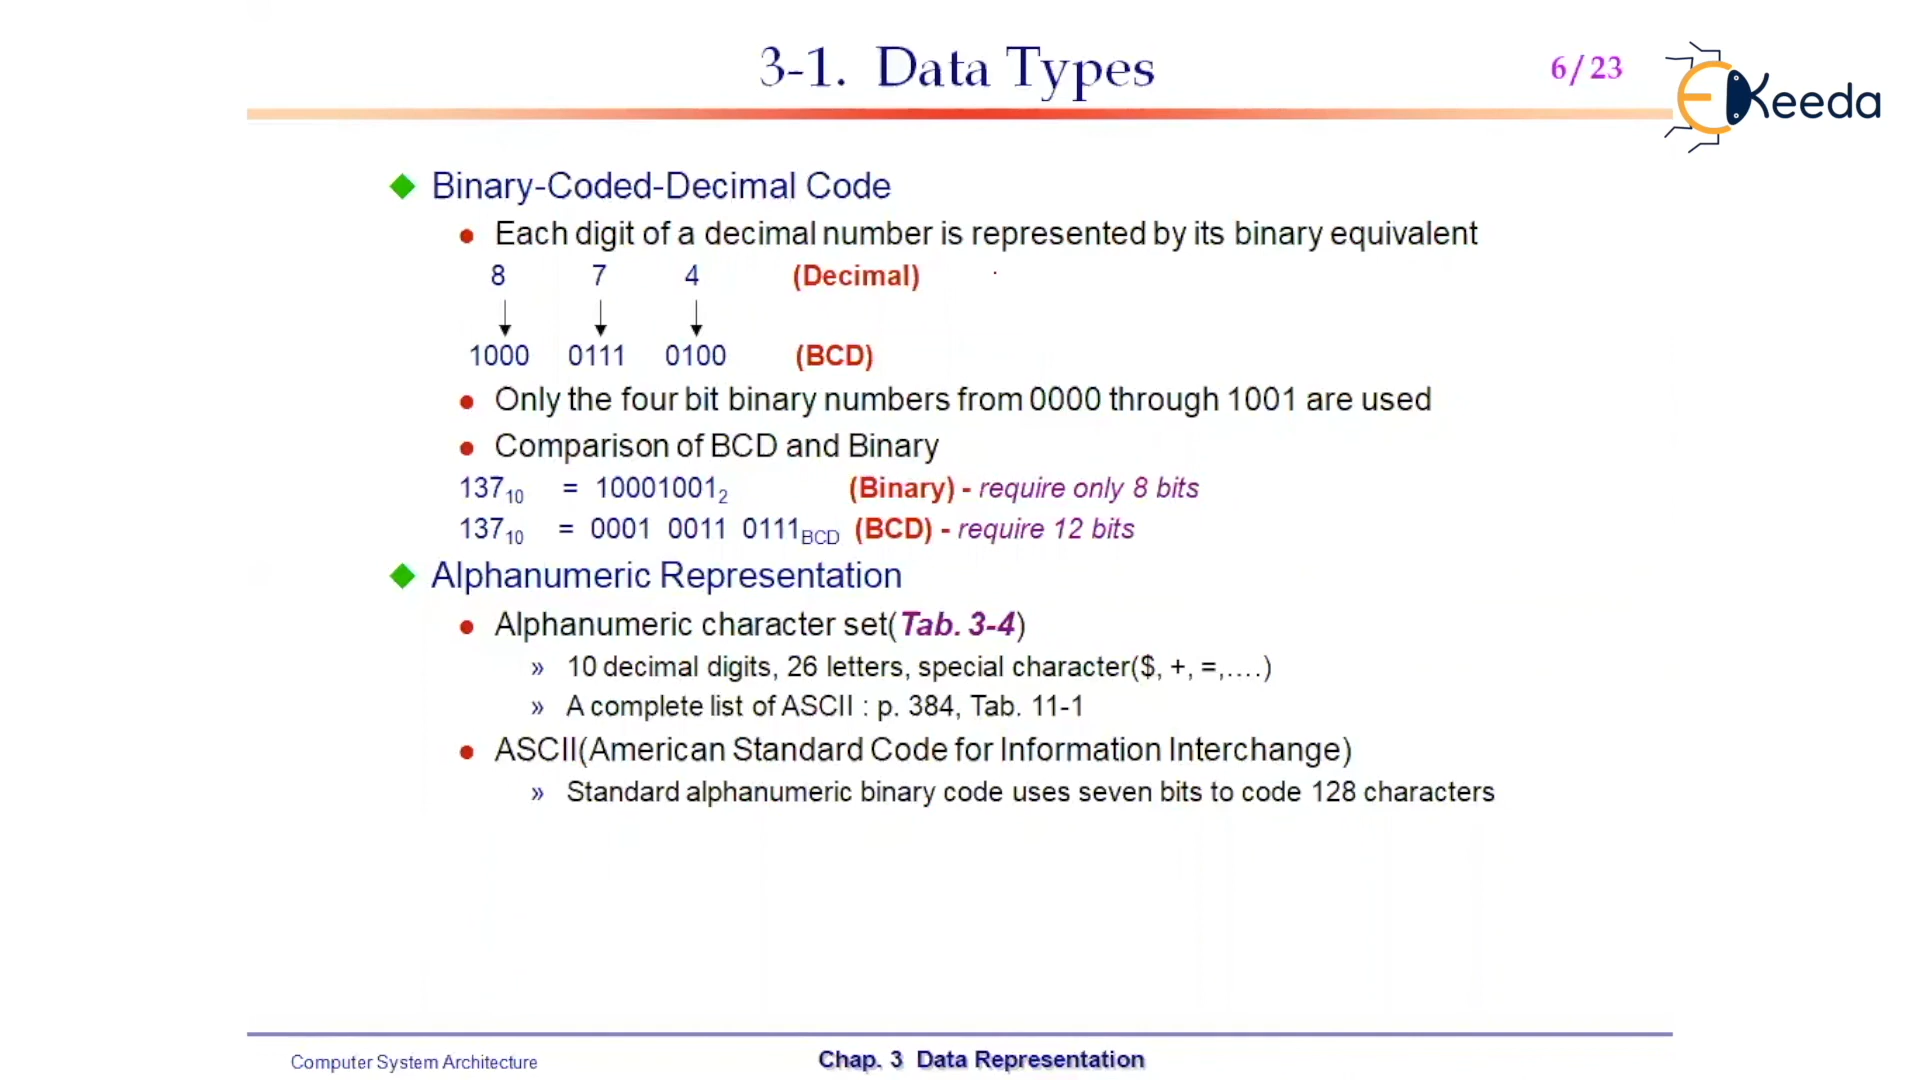 3-1. Data Types
6/23
EKeeda
Binary-Coded-Decimal Code
Each digit of a decimal number is represented by its binary equivalent
8 7 4 (Decimal)
1000 0111 0100 (BCD)
Only the four bit binary numbers from 0000 through 1001 are used
Comparison of BCD and Binary
137₁₀ = 10001001₂ (Binary) - require only 8 bits
137₁₀ = 0001 0011 0111BCD (BCD) - require 12 bits
Alphanumeric Representation
Alphanumeric character set(Tab. 3-4)
» 10 decimal digits, 26 letters, special character($, +, =,....)
» A complete list of ASCII : p. 384, Tab. 11-1
ASCII(American Standard Code for Information Interchange)
» Standard alphanumeric binary code uses seven bits to code 128 characters
Computer System Architecture
Chap. 3 Data Representation